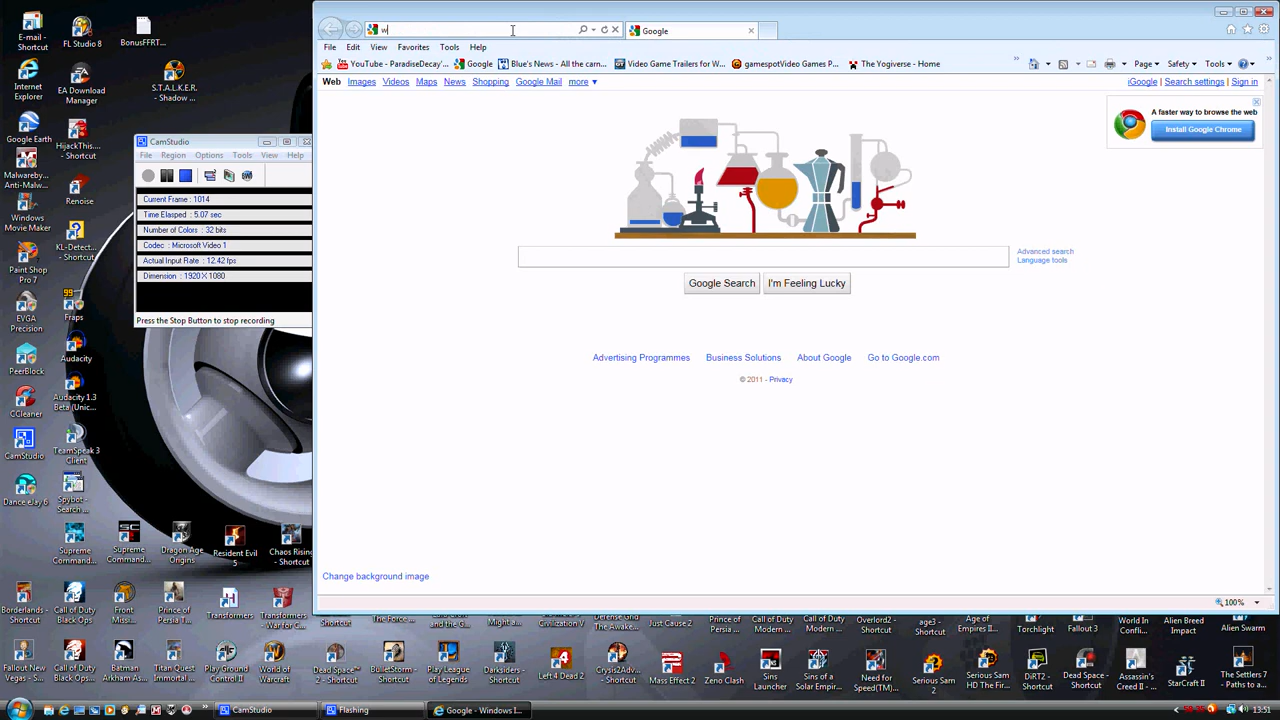 E-mail - Shortcut
FL Studio 8
BonusFFRT...
Internet Explorer
EA Download Manager
S.T.A.L.K.E.R. - Shadow ...
Google Earth
HijackThis... - Shortcut
Malwareby... Anti-Malw...
Renoise
Windows Movie Maker
KL-Detect... - Shortcut
Paint Shop Pro 7
Fraps
EVGA Precision
Audacity
PeerBlock
Audacity 1.3 Beta (Unic...
CCleaner
TeamSpeak 3 Client
CamStudio
Dance eJay 6
Spybot - Search ...
Supreme Command...
Supreme Command...
Dragon Age Origins
Resident Evil 5
Chaos Rising - Shortcut
CamStudio
File Region Options Tools View Help
Current Frame : 1014
Time Elasped : 5.07 sec
Number of Colors : 32 bits
Codec : Microsoft Video 1
Actual Input Rate : 12.42 fps
Dimension : 1920 X 1080
Press the Stop Button to stop recording
w
Google
File Edit View Favorites Tools Help
YouTube - ParadiseDecay'... Google Blue's News - All the carn... Video Game Trailers for W... gamespotVideo Games P... The Yogiverse - Home
Page Safety Tools
Web Images Videos Maps News Shopping Google Mail more
iGoogle | Search settings | Sign in
A faster way to browse the web
Install Google Chrome
Advanced search
Language tools
Google Search I'm Feeling Lucky
Advertising Programmes Business Solutions About Google Go to Google.com
© 2011 - Privacy
Change background image
100%
Borderlands - Shortcut
Call of Duty Black Ops
Front Missi...
Prince of Persia T...
Transformers
Transformers - War for C...
Shortcut
The Force ...
and the G...
Might a...
Civilization V
Defense Grid The Awake...
Just Cause 2
Prince of Persia ...
Call of Duty Modern ...
Call of Duty Modern ...
Overlord2 - Shortcut
age3 - Shortcut
Age of Empires II...
Torchlight
Fallout 3
World In Confli...
Alien Breed Impact
Alien Swarm
Fallout New Vegas - S...
Call of Duty Black Ops...
Batman Arkham As...
Titan Quest Immortal ...
Play Ground Control II
World of Warcraft
Dead Space™ 2 - Shortcut
BulletStorm - Shortcut
Play League of Legends
Darksiders - Shortcut
Left 4 Dead 2
Crysis2Adv... - Shortcut
Mass Effect 2
Zeno Clash
Sins Launcher
Sins of a Solar Empir...
Need for Speed(TM)...
Serious Sam 2
Serious Sam HD The Fir...
DiRT2 - Shortcut
Dead Space - Shortcut
Assassin's Creed II - ...
StarCraft II
The Settlers 7 - Paths to a...
CamStudio
Flashing
Google - Windows I...
13:51